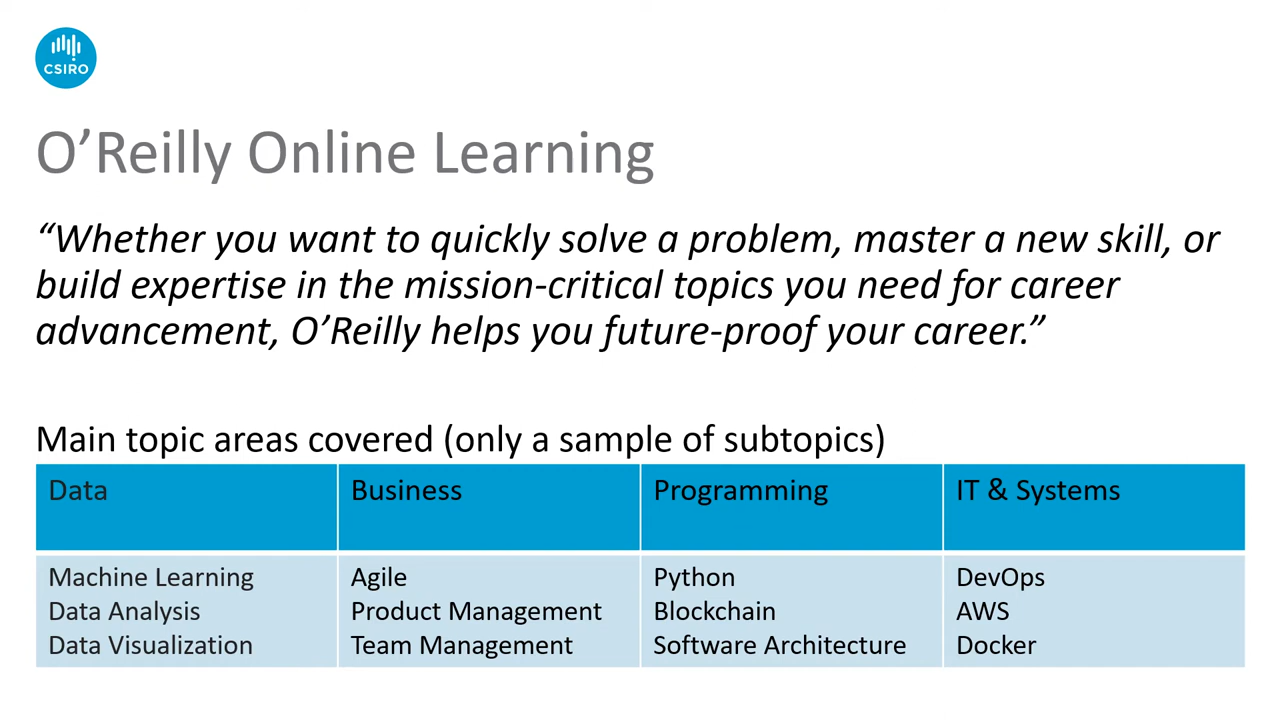 CSIRO
O’Reilly Online Learning
“Whether you want to quickly solve a problem, master a new skill, or
build expertise in the mission-critical topics you need for career
advancement, O’Reilly helps you future-proof your career.”
Main topic areas covered (only a sample of subtopics)
Data Business Programming IT & Systems
Machine Learning Agile Python DevOps
Data Analysis Product Management Blockchain AWS
Data Visualization Team Management Software Architecture Docker